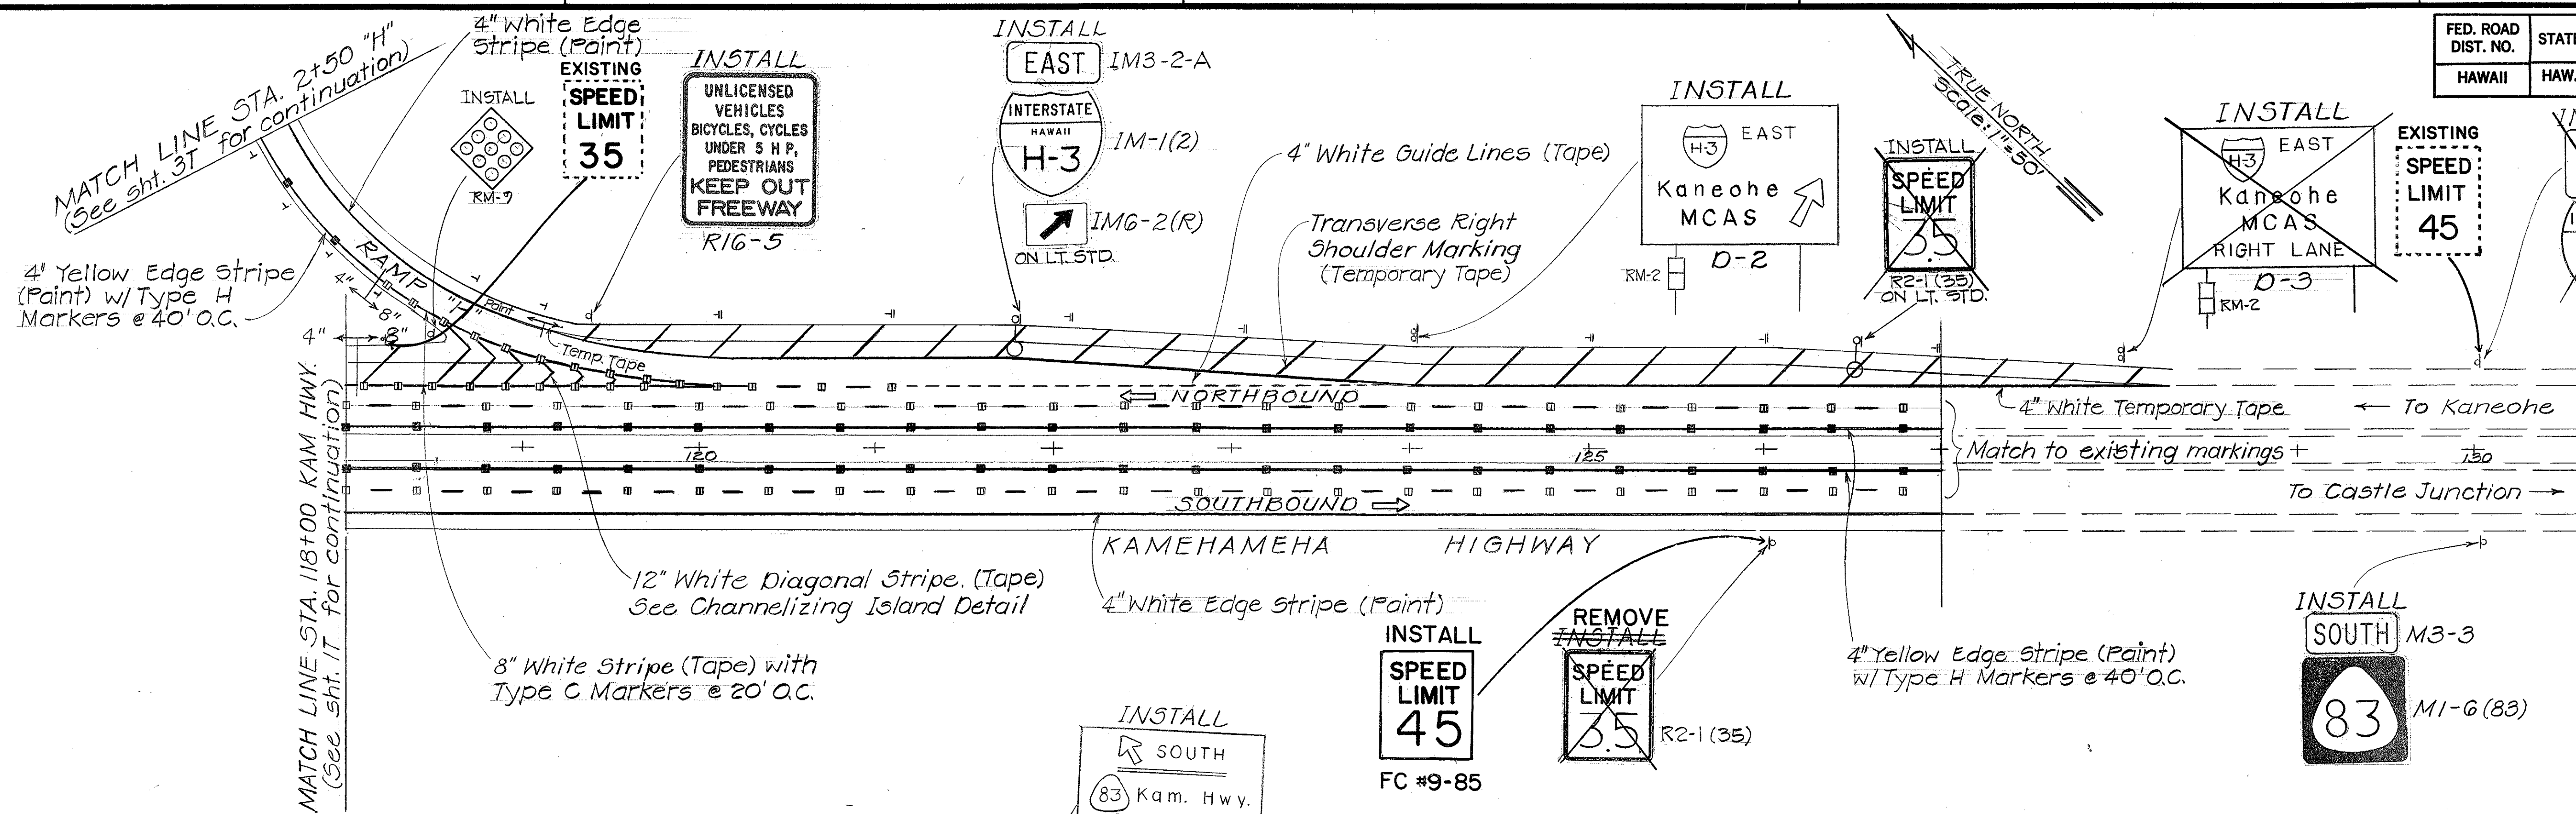 MATCH LINE STA. 2+50 "H"
(See sht. 3T for continuation)
4" White Edge
Stripe (Paint)
INSTALL
RM-9
EXISTING
SPEED
LIMIT
35
INSTALL
UNLICENSED
VEHICLES
BICYCLES, CYCLES
UNDER 5 H P,
PEDESTRIANS
KEEP OUT
FREEWAY
R16-5
INSTALL
EAST
IM3-2-A
INTERSTATE
HAWAII
H-3
IM-1(2)
IM6-2(R)
ON LT. STD.
4" White Guide Lines (Tape)
Transverse Right
Shoulder Marking
(Temporary Tape)
INSTALL
H-3
EAST
Kaneohe
MCAS
RM-2
D-2
INSTALL
SPEED
LIMIT
35
R2-1(35)
ON LT. STD.
TRUE NORTH
Scale: 1"=50'
INSTALL
H-3
EAST
Kaneohe
MCAS
RIGHT LANE
D-3
RM-2
EXISTING
SPEED
LIMIT
45
FED. ROAD
DIST. NO.
HAWAII
HAW.
4" Yellow Edge Stripe
(Paint) w/ Type H
Markers @ 40' O.C.
RAMP "H"
4"
8"
4"
8"
Paint
Temp. Tape
NORTHBOUND
4" White Temporary Tape
← To Kaneohe
120
125
130
Match to existing markings
SOUTHBOUND
To Castle Junction →
KAMEHAMEHA HIGHWAY
MATCH LINE STA. 118+00 KAM HWY.
(See sht. 1T for continuation)
12" White Diagonal Stripe. (Tape)
See Channelizing Island Detail
4" White Edge Stripe (Paint)
8" White Stripe (Tape) with
Type C Markers @ 20' O.C.
INSTALL
SPEED
LIMIT
45
FC #9-85
REMOVE
INSTALL
SPEED
LIMIT
35
R2-1(35)
4" Yellow Edge Stripe (Paint)
w/ Type H Markers @ 40' O.C.
INSTALL
SOUTH
M3-3
83
M1-6(83)
INSTALL
SOUTH
83 Kam. Hwy.